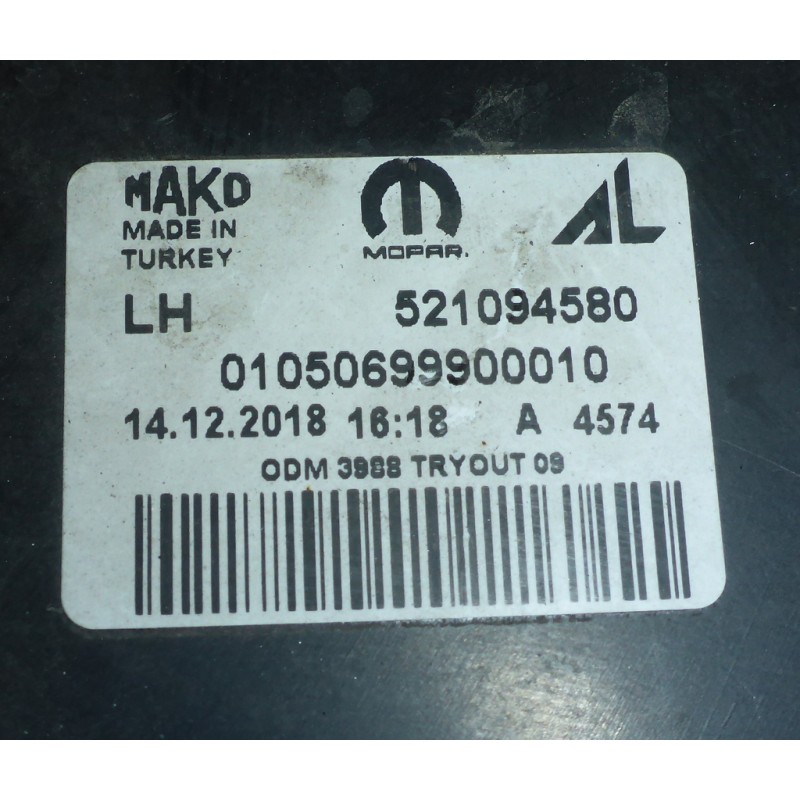 MAKO
MADE IN
TURKEY
MOPAR.
AL
LH 521094580
01050699900010
14.12.2018 16:18 A 4574
ODM 3988 TRYOUT 09